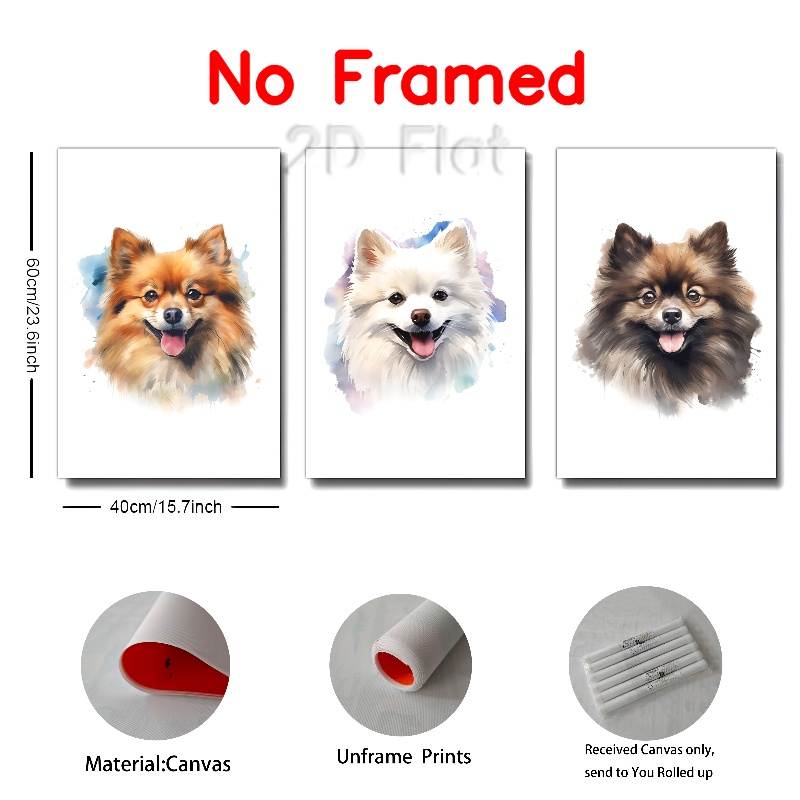 No Framed
2D Flat
60cm/23.6inch
40cm/15.7inch
Material:Canvas
Unframe Prints
Received Canvas only,
send to You Rolled up